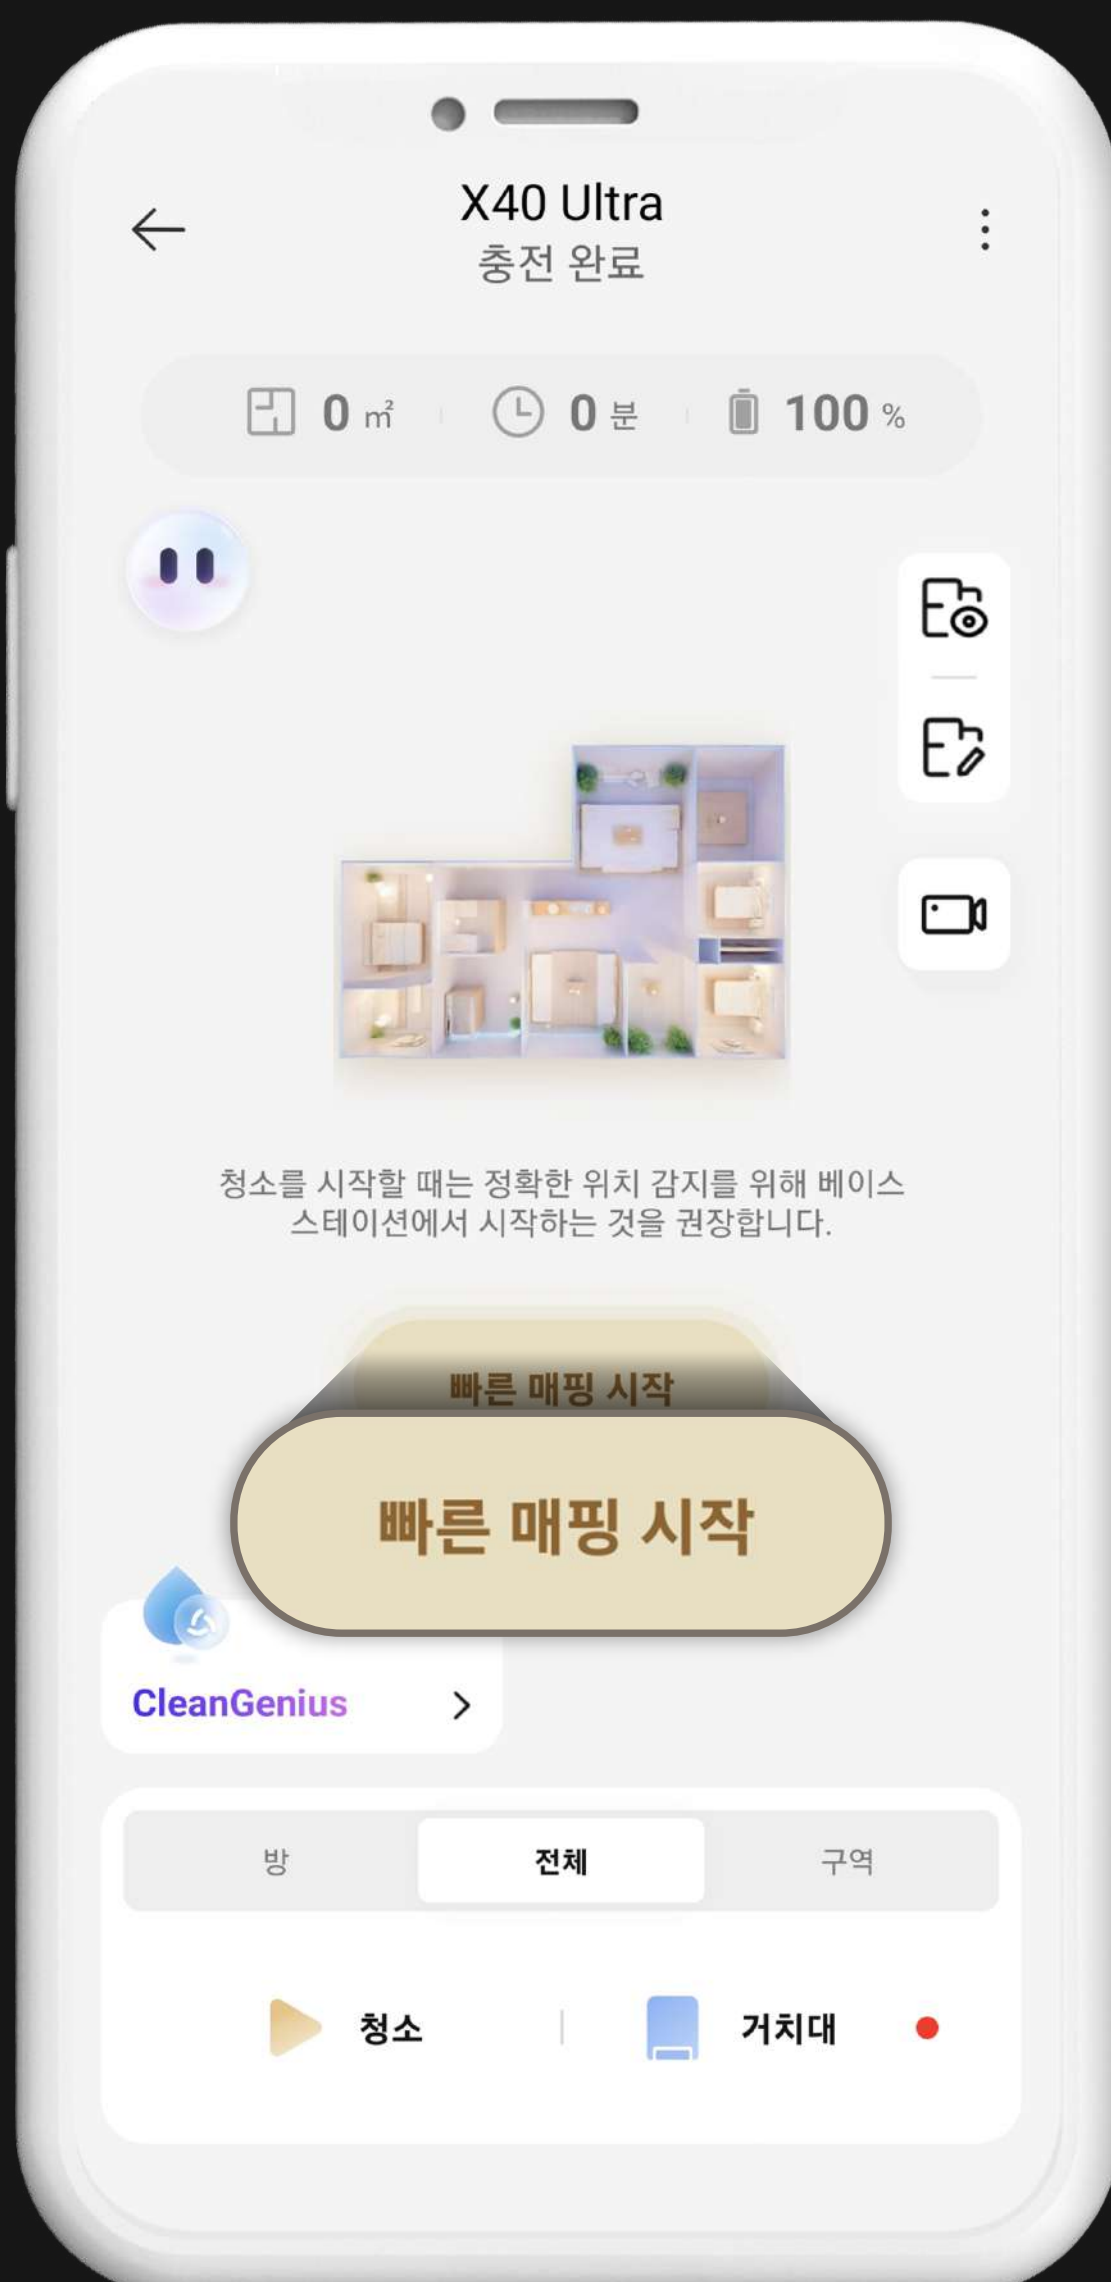 X40 Ultra
충전 완료
0 ㎡ 0 분 100 %
청소를 시작할 때는 정확한 위치 감지를 위해 베이스
스테이션에서 시작하는 것을 권장합니다.
빠른 매핑 시작
빠른 매핑 시작
CleanGenius
방 전체 구역
청소 거치대